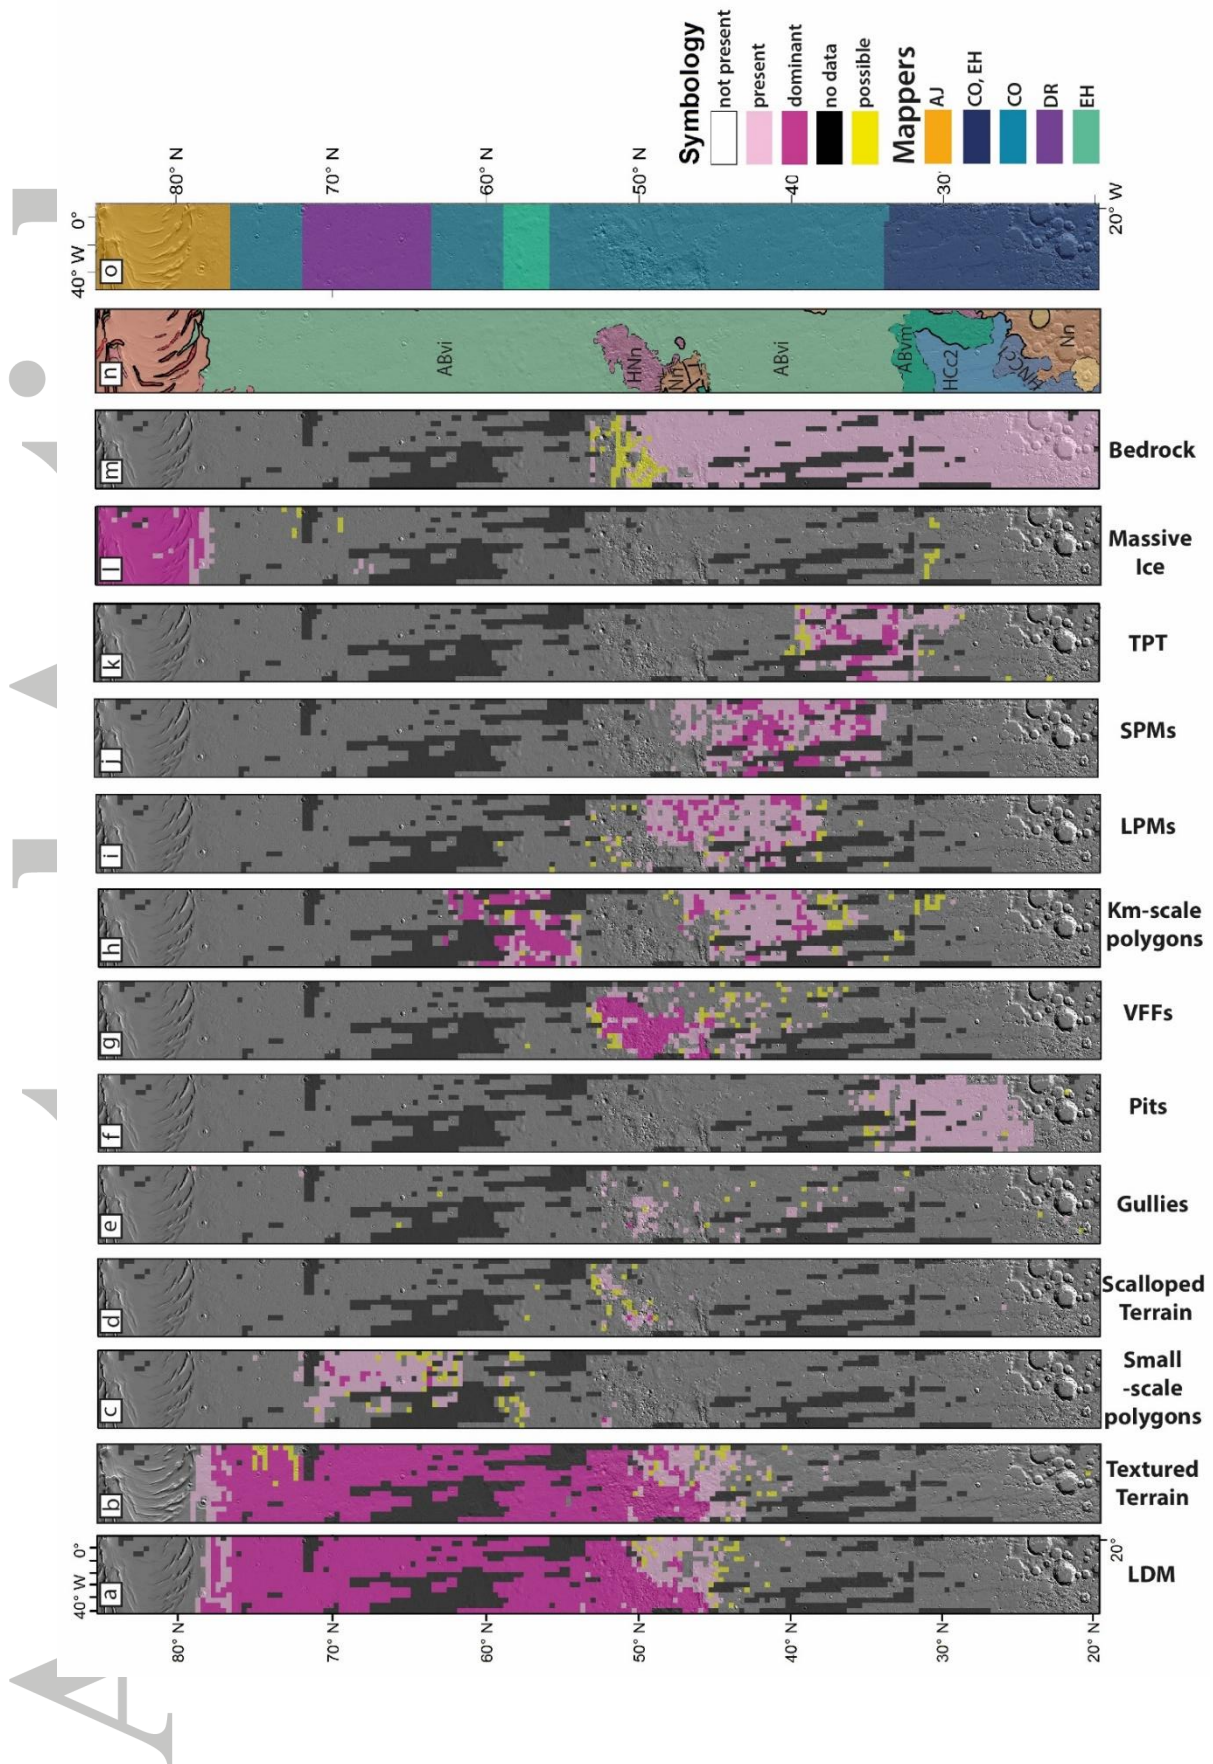 40° W
0°
o
80° N
70° N
60° N
50° N
40
30°
20° W
Symbology
not present
present
dominant
no data
possible
Mappers
AJ
CO, EH
CO
DR
EH
n
ABvi
HNn
Nn
ABvi
ABvm
HCc2
HNCc1
Nn
m
Bedrock
l
Massive
Ice
k
TPT
j
SPMs
i
LPMs
h
Km-scale
polygons
g
VFFs
f
Pits
e
Gullies
d
Scalloped
Terrain
c
Small
-scale
polygons
b
Textured
Terrain
40° W
0°
a
20°
LDM
80° N
70° N
60° N
50° N
40° N
30° N
20° N
A